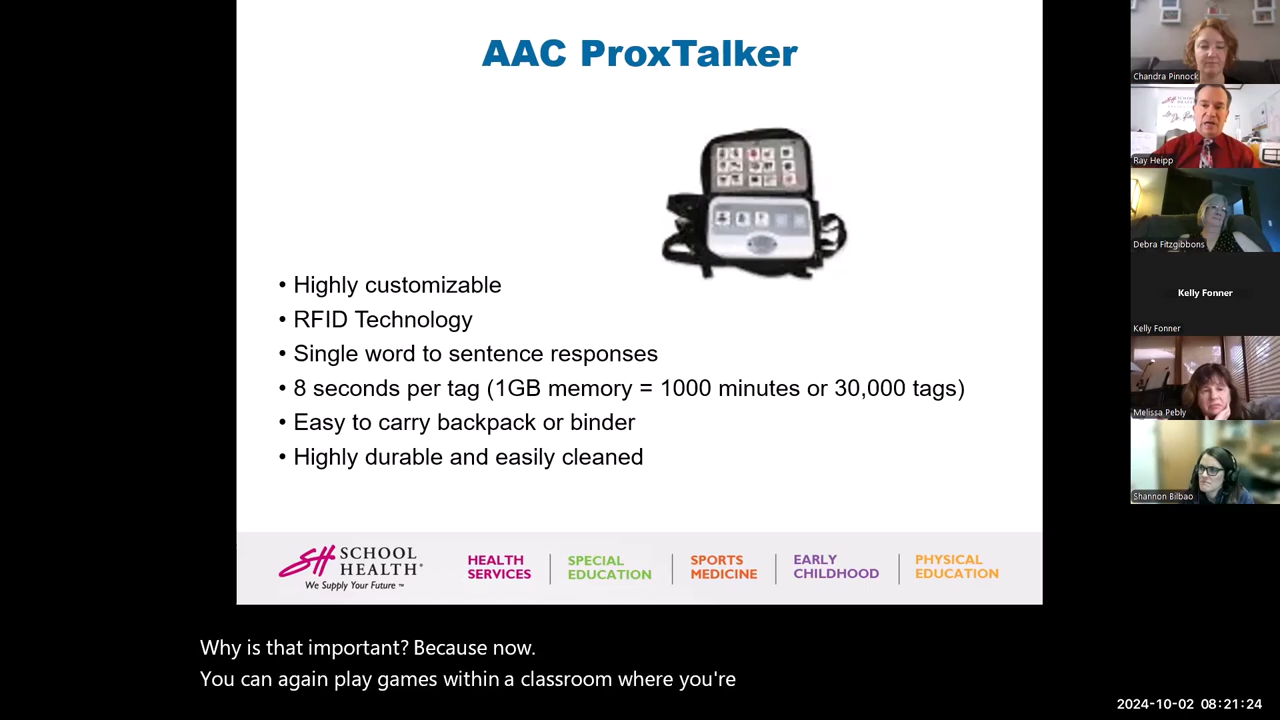 AAC ProxTalker
• Highly customizable
• RFID Technology
• Single word to sentence responses
• 8 seconds per tag (1GB memory = 1000 minutes or 30,000 tags)
• Easy to carry backpack or binder
• Highly durable and easily cleaned
SH SCHOOL HEALTH®
We Supply Your Future ™
HEALTH SERVICES
SPECIAL EDUCATION
SPORTS MEDICINE
EARLY CHILDHOOD
PHYSICAL EDUCATION
Why is that important? Because now.
You can again play games within a classroom where you're
Chandra Pinnock
Ray Heipp
Debra Fitzgibbons
Kelly Fonner
Kelly Fonner
Melissa Pebly
Shannon Bilbao
2024-10-02 08:21:24